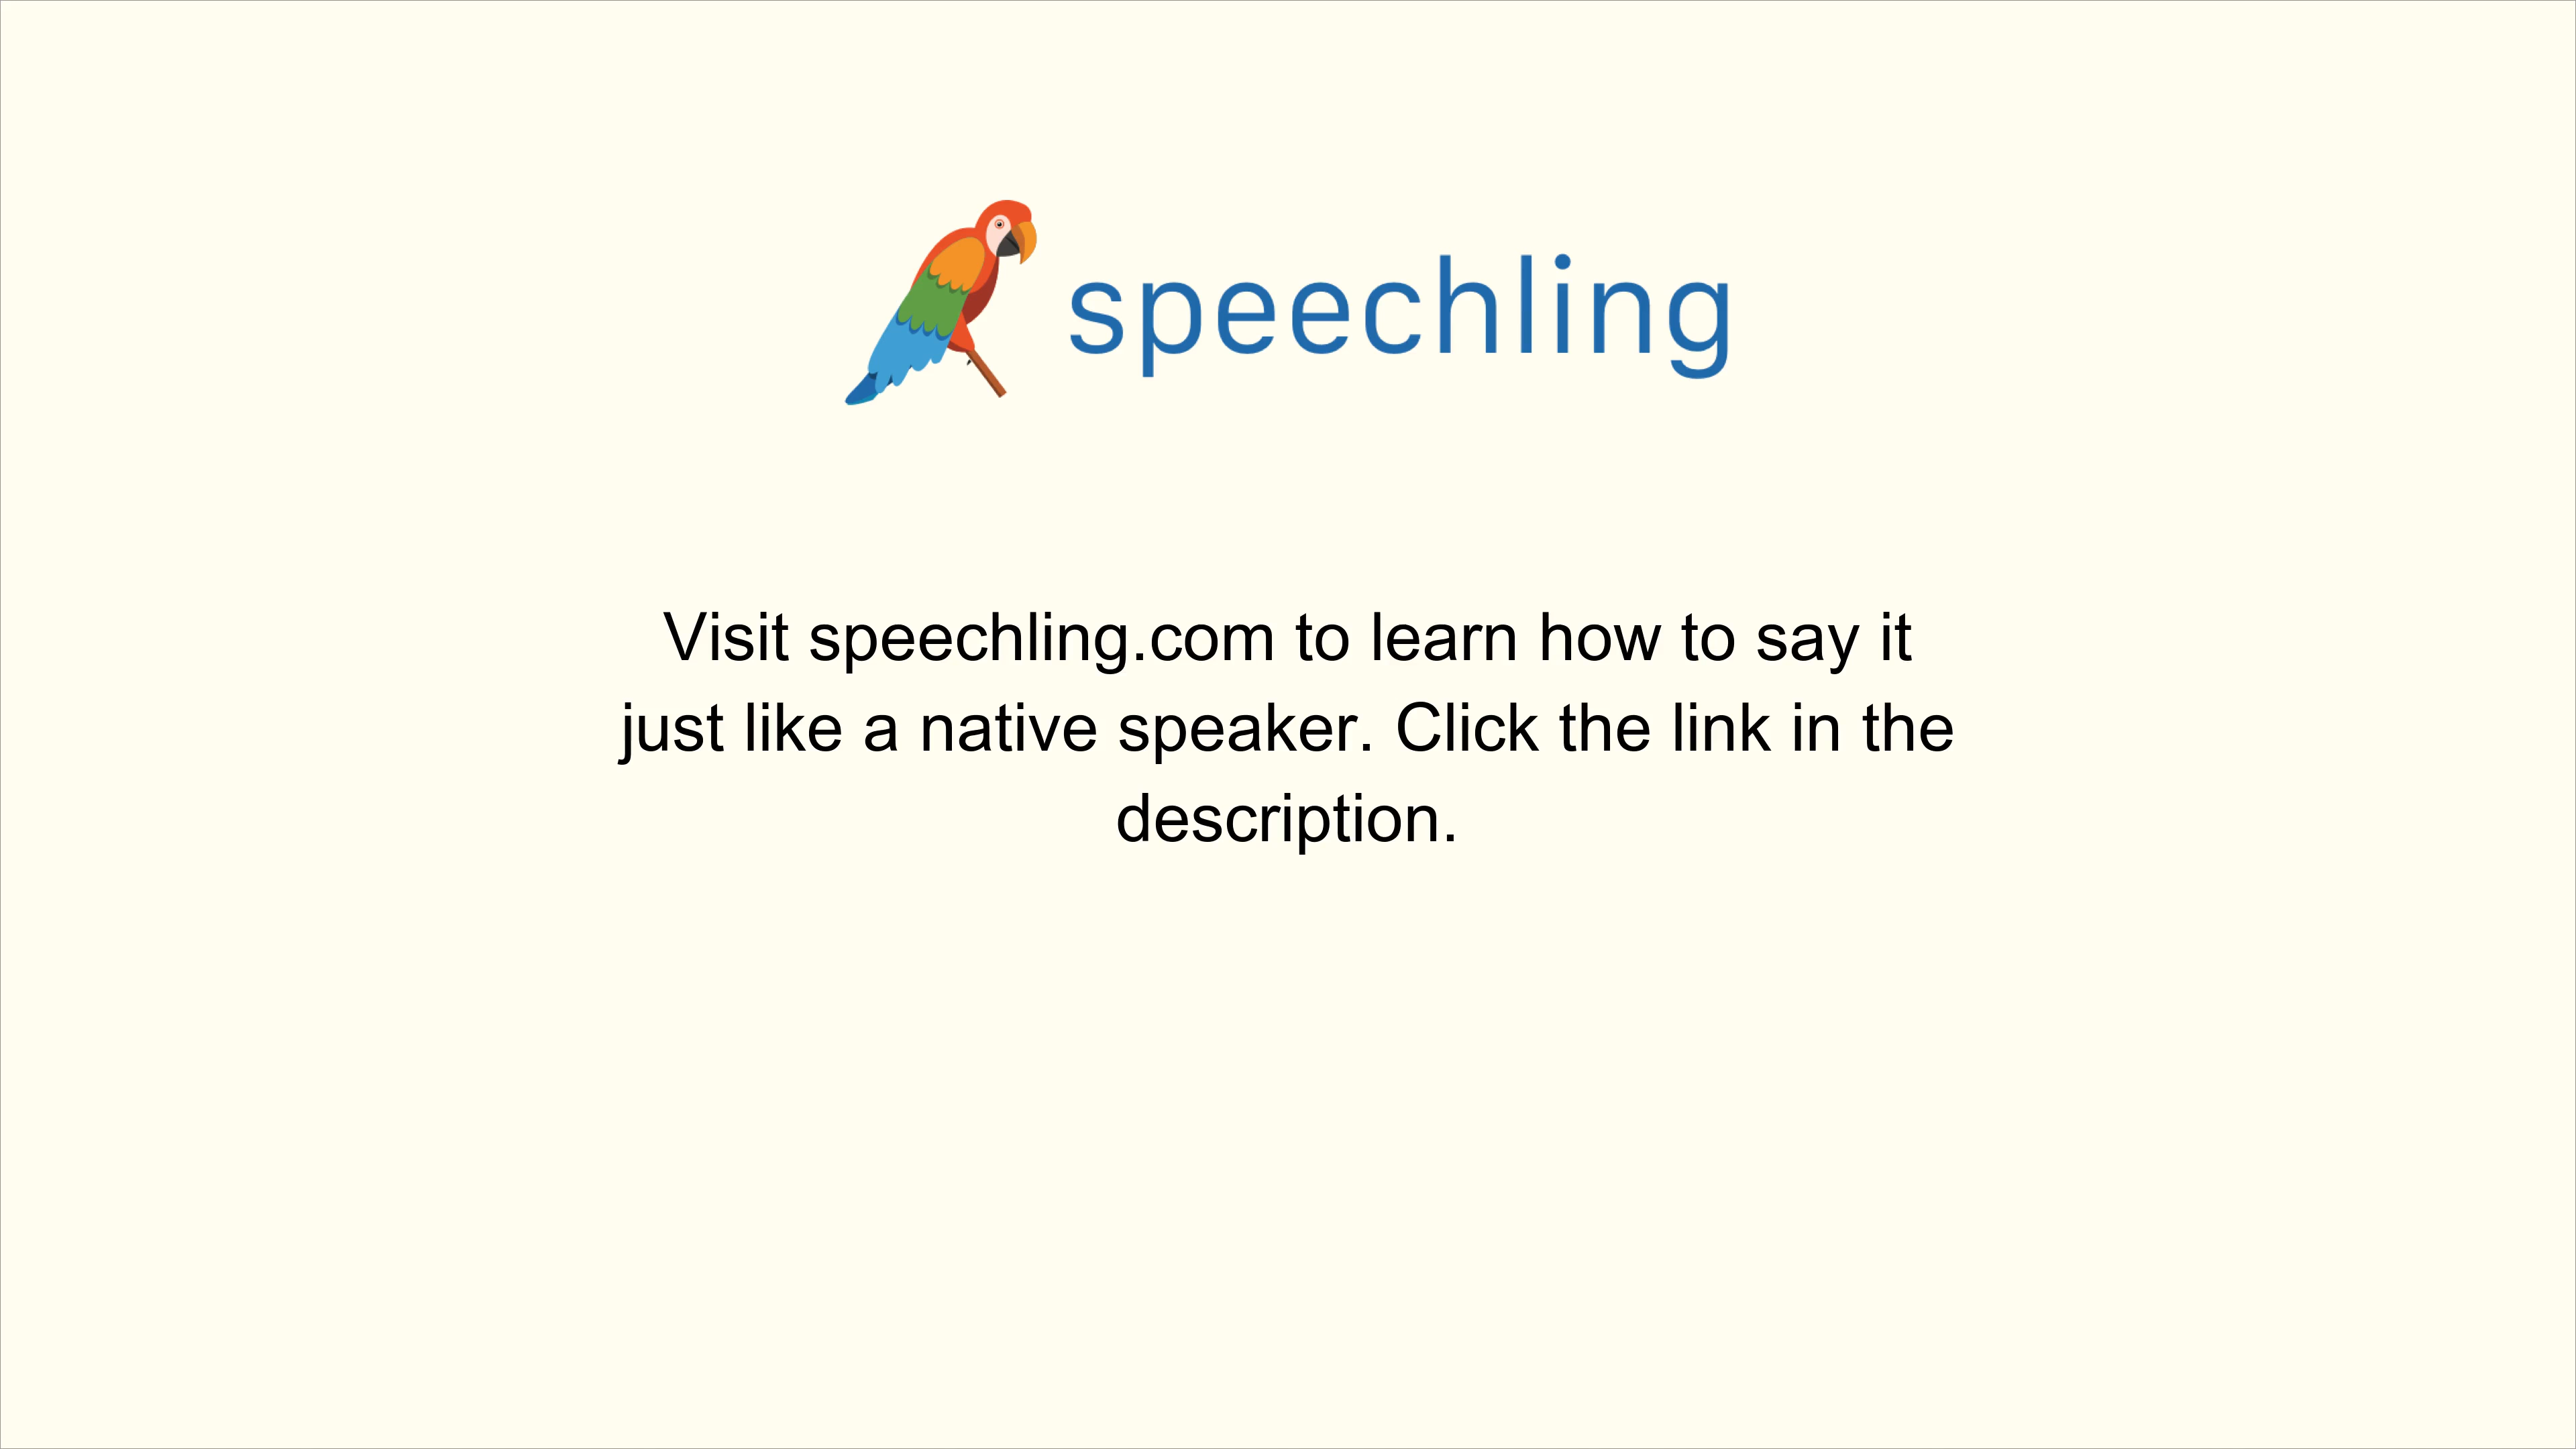 speechling
Visit speechling.com to learn how to say it
just like a native speaker. Click the link in the
description.